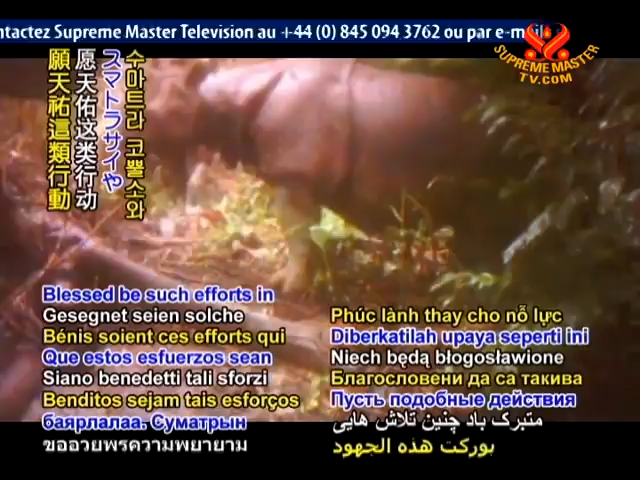 ntactez Supreme Master Television au +44 (0) 845 094 3762 ou par e-mail
SUPREME MASTER
TV.COM
수마트라 코뿔소와
スマトラサイや
愿天佑这类行动
願天祐這類行動
Blessed be such efforts in
Gesegnet seien solche
Bénis soient ces efforts qui
Que estos esfuerzos sean
Siano benedetti tali sforzi
Benditos sejam tais esforços
баярлалаа. Суматрын
ขออวยพรความพยายาม
Phúc lành thay cho nỗ lực
Diberkatilah upaya seperti ini
Niech będą błogosławione
Благословени да са такива
Пусть подобные действия
متبرک باد چنین تلاش هایی
بوركت هذه الجهود